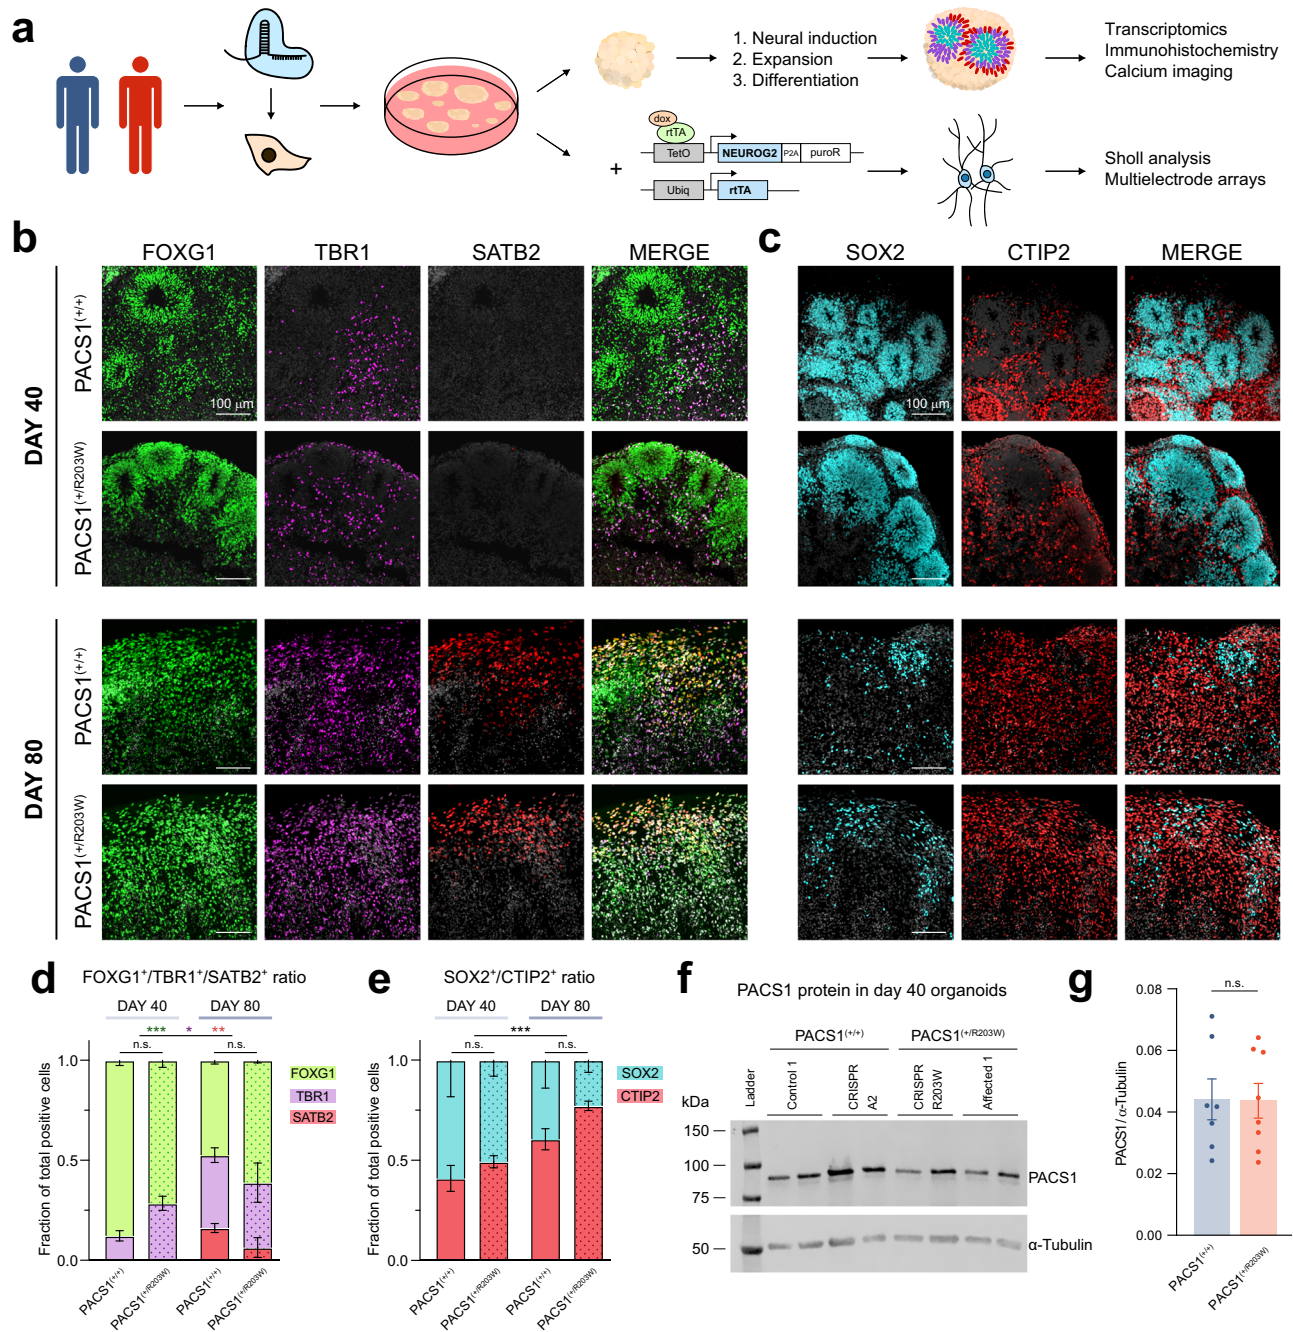 a
1. Neural induction
2. Expansion
3. Differentiation
Transcriptomics
Immunohistochemistry
Calcium imaging
dox
rtTA
TetO
NEUROG2
P2A
puroR
+
Ubiq
rtTA
Sholl analysis
Multielectrode arrays
b
FOXG1
TBR1
SATB2
MERGE
c
SOX2
CTIP2
MERGE
DAY 40
PACS1(+/+)
100 μm
100 μm
PACS1(+/R203W)
DAY 80
PACS1(+/+)
PACS1(+/R203W)
d
FOXG1+/TBR1+/SATB2+ ratio
DAY 40
DAY 80
*** * **
n.s.
n.s.
Fraction of total positive cells
1.0
0.5
0.0
FOXG1
TBR1
SATB2
PACS1(+/+)
PACS1(+/R203W)
PACS1(+/+)
PACS1(+/R203W)
e
SOX2+/CTIP2+ ratio
DAY 40
DAY 80
***
n.s.
n.s.
Fraction of total positive cells
1.0
0.5
0.0
SOX2
CTIP2
PACS1(+/+)
PACS1(+/R203W)
PACS1(+/+)
PACS1(+/R203W)
f
PACS1 protein in day 40 organoids
PACS1(+/+)
PACS1(+/R203W)
kDa
Ladder
Control 1
CRISPR
A2
CRISPR
R203W
Affected 1
150
100
75
50
PACS1
α-Tubulin
g
n.s.
PACS1/α-Tubulin
0.08
0.06
0.04
0.02
0.00
PACS1(+/+)
PACS1(+/R203W)